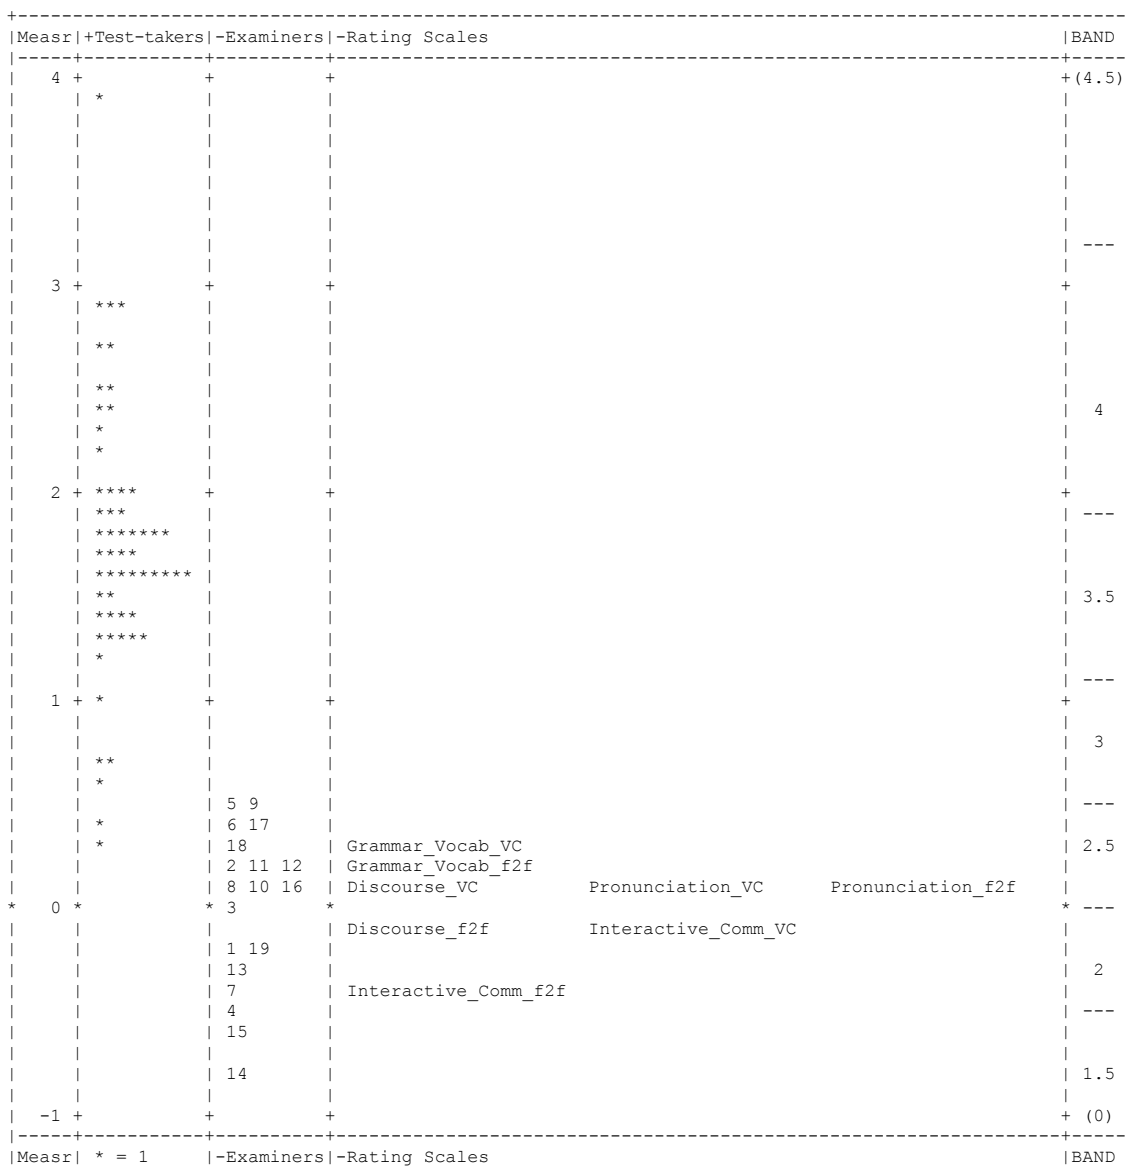 +---------------------------------------------------------------------------------------------------------
|Measr|+Test-takers|-Examiners|-Rating Scales |BAND
|-----+------------+----------+---------------------------------------------------------------------+-----
| 4 + + + +(4.5)
| | * | | |
| | | | |
| | | | |
| | | | |
| | | | |
| | | | |
| | | | |
| | | | | ---
| | | | |
| 3 + + + +
| | *** | | |
| | | | |
| | ** | | |
| | | | |
| | ** | | |
| | ** | | | 4
| | * | | |
| | * | | |
| | | | |
| 2 + **** + + +
| | *** | | | ---
| | ******* | | |
| | **** | | |
| | ********* | | |
| | ** | | | 3.5
| | **** | | |
| | ***** | | |
| | * | | |
| | | | | ---
| 1 + * + + +
| | | | |
| | | | | 3
| | ** | | |
| | * | | |
| | | 5 9 | | ---
| | * | 6 17 | |
| | * | 18 | Grammar_Vocab_VC | 2.5
| | | 2 11 12 | Grammar_Vocab_f2f |
| | | 8 10 16 | Discourse_VC Pronunciation_VC Pronunciation_f2f |
* 0 * * 3 * * ---
| | | | Discourse_f2f Interactive_Comm_VC |
| | | 1 19 | |
| | | 13 | | 2
| | | 7 | Interactive_Comm_f2f |
| | | 4 | | ---
| | | 15 | |
| | | | |
| | | 14 | | 1.5
| | | | |
| -1 + + + + (0)
|-----+------------+----------+---------------------------------------------------------------------+-----
|Measr| * = 1 |-Examiners|-Rating Scales |BAND